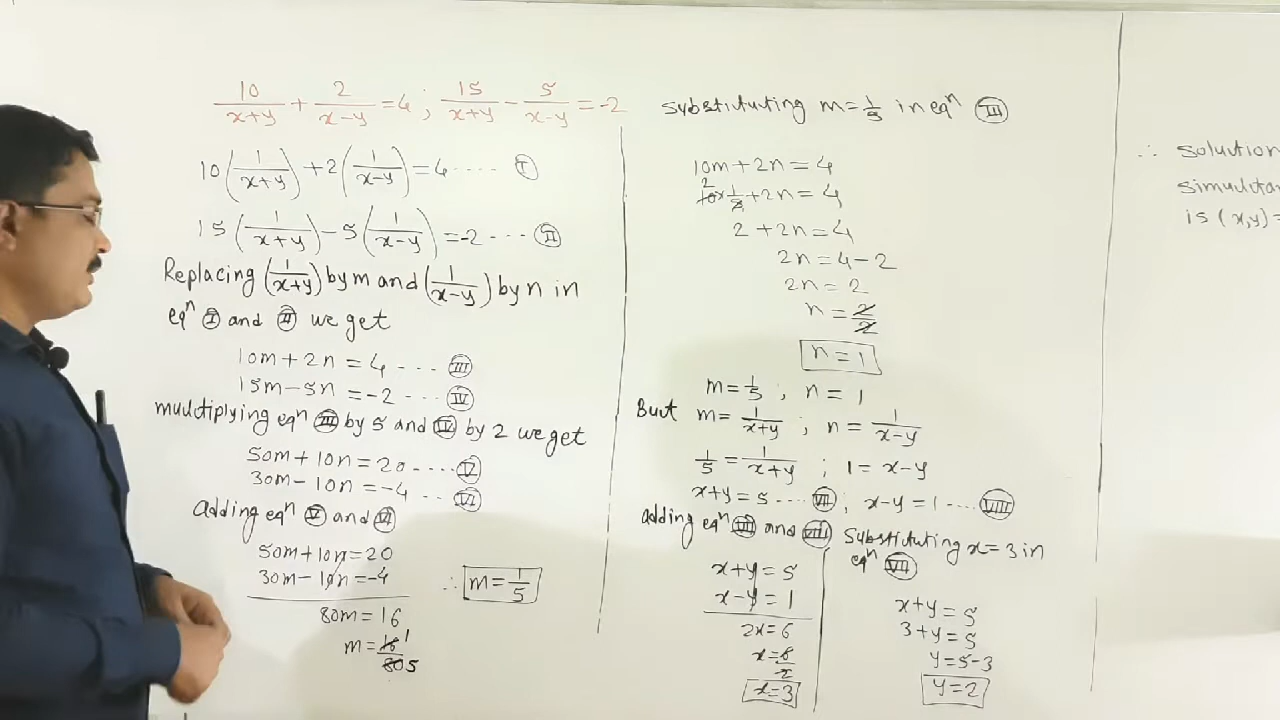 10/(x+y) + 2/(x-y) = 4 ; 15/(x+y) - 5/(x-y) = -2
10(1/(x+y)) + 2(1/(x-y)) = 4 ..... Ⅰ
15(1/(x+y)) - 5(1/(x-y)) = -2 ... Ⅱ
Replacing (1/(x+y)) by m and (1/(x-y)) by n in
eqⁿ Ⅰ and Ⅱ we get
10m + 2n = 4 ... Ⅲ
15m - 5n = -2 ... Ⅳ
multiplying eqⁿ Ⅲ by 5 and Ⅳ by 2 we get
50m + 10n = 20 .... Ⅴ
30m - 10n = -4 .. Ⅵ
Adding eqⁿ Ⅴ and Ⅵ
50m + 10n = 20
30m - 10n = -4
80m = 16
m = 16/80 1 5
∴ m = 1/5
substituting m = 1/5 in eqⁿ Ⅲ
10m + 2n = 4
2 10 x 1/5 + 2n = 4
2 + 2n = 4
2n = 4 - 2
2n = 2
n = 2/2
n = 1
m = 1/5 ; n = 1
But m = 1/(x+y) ; n = 1/(x-y)
1/5 = 1/(x+y) ; 1 = x-y
x+y = 5 .... Ⅶ ; x-y = 1 .... Ⅷ
adding eqⁿ Ⅶ and Ⅷ
x+y = 5
x-y = 1
2x = 6
x = 6/2
x = 3
Substituting x = 3 in
eqⁿ Ⅶ
x+y = 5
3+y = 5
y = 5-3
y = 2
∴ solution
is (x,y) =